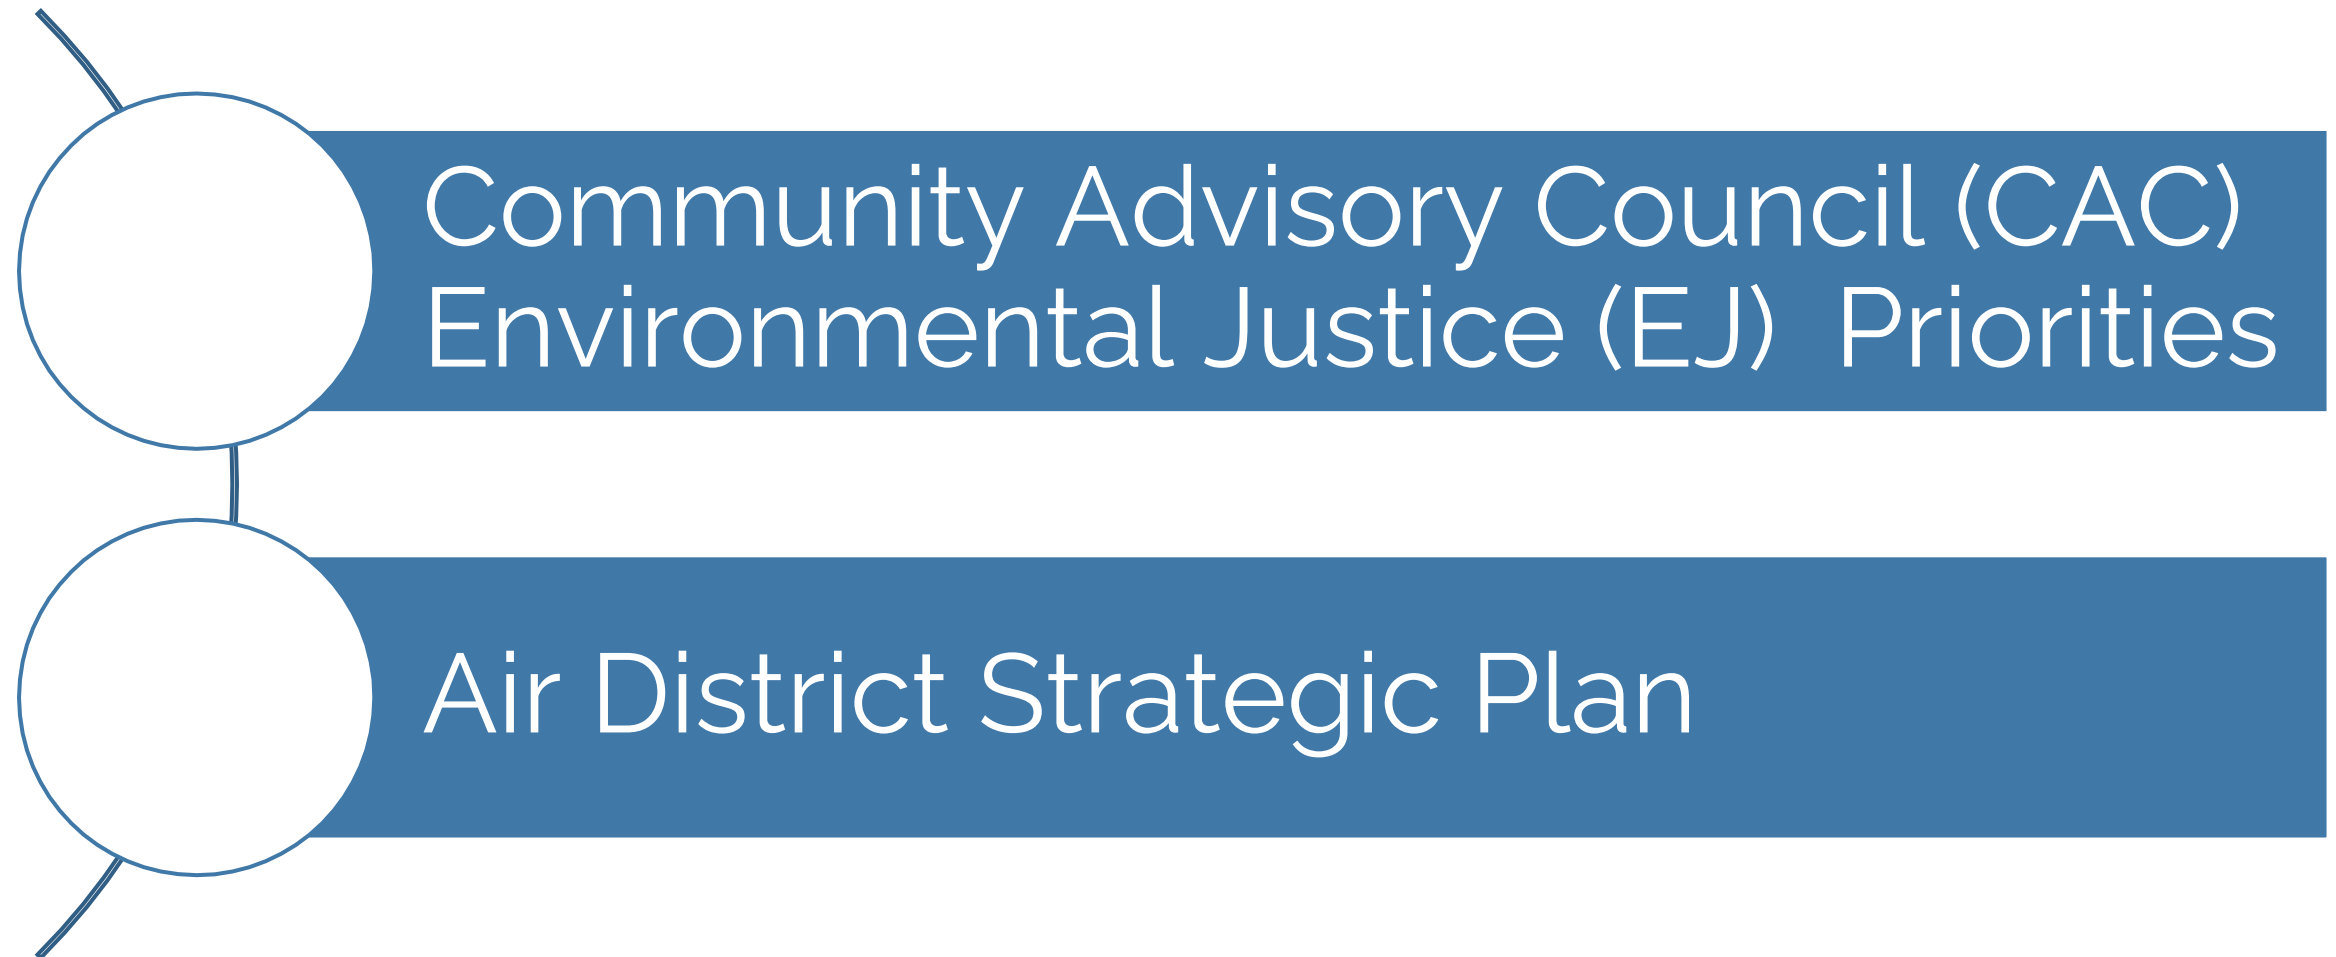 Community Advisory Council (CAC)
Environmental Justice (EJ)  Priorities
Air District Strategic Plan